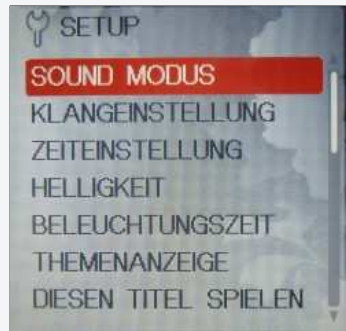 SETUP
SOUND MODUS
KLANGEINSTELLUNG
ZEITEINSTELLUNG
HELLIGKEIT
BELEUCHTUNGSZEIT
THEMENANZEIGE
DIESEN TITEL SPIELEN